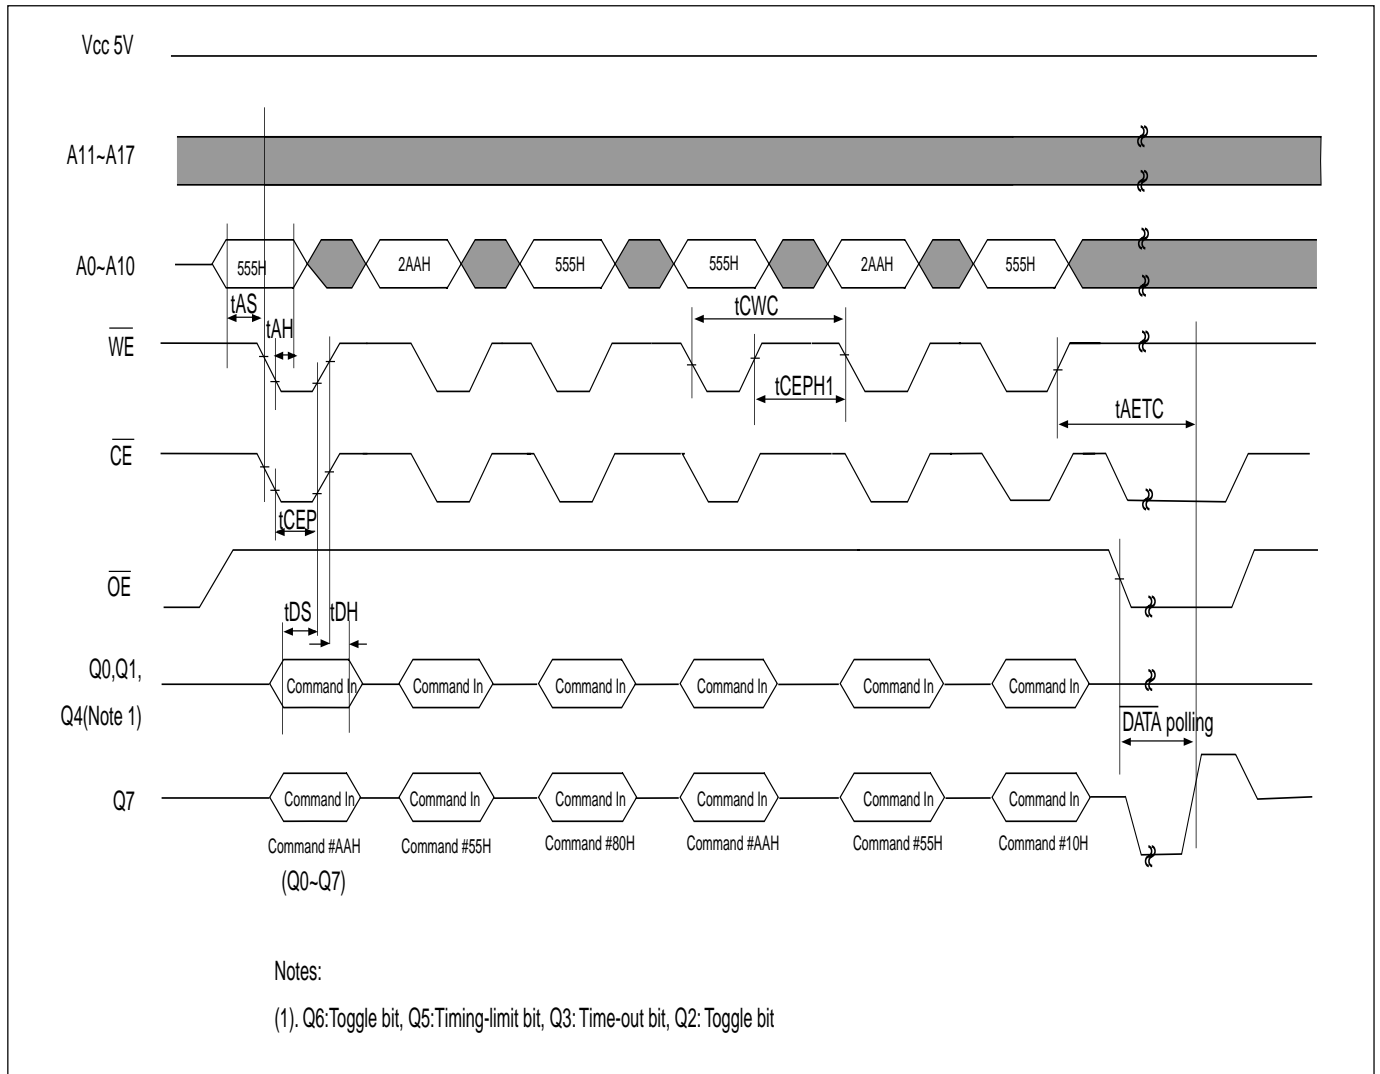 Vcc 5V
A11~A17
A0~A10
555H 2AAH 555H 555H 2AAH 555H
tAS
tAH
tCWC
WE
tCEPH1
tAETC
CE
tCEP
OE
tDS tDH
Q0,Q1,
Q4(Note 1)
Command In Command In Command In Command In Command In Command In
DATA polling
Q7
Command In Command In Command In Command In Command In Command In
Command #AAH Command #55H Command #80H Command #AAH Command #55H Command #10H
(Q0~Q7)
Notes:
(1). Q6:Toggle bit, Q5:Timing-limit bit, Q3: Time-out bit, Q2: Toggle bit